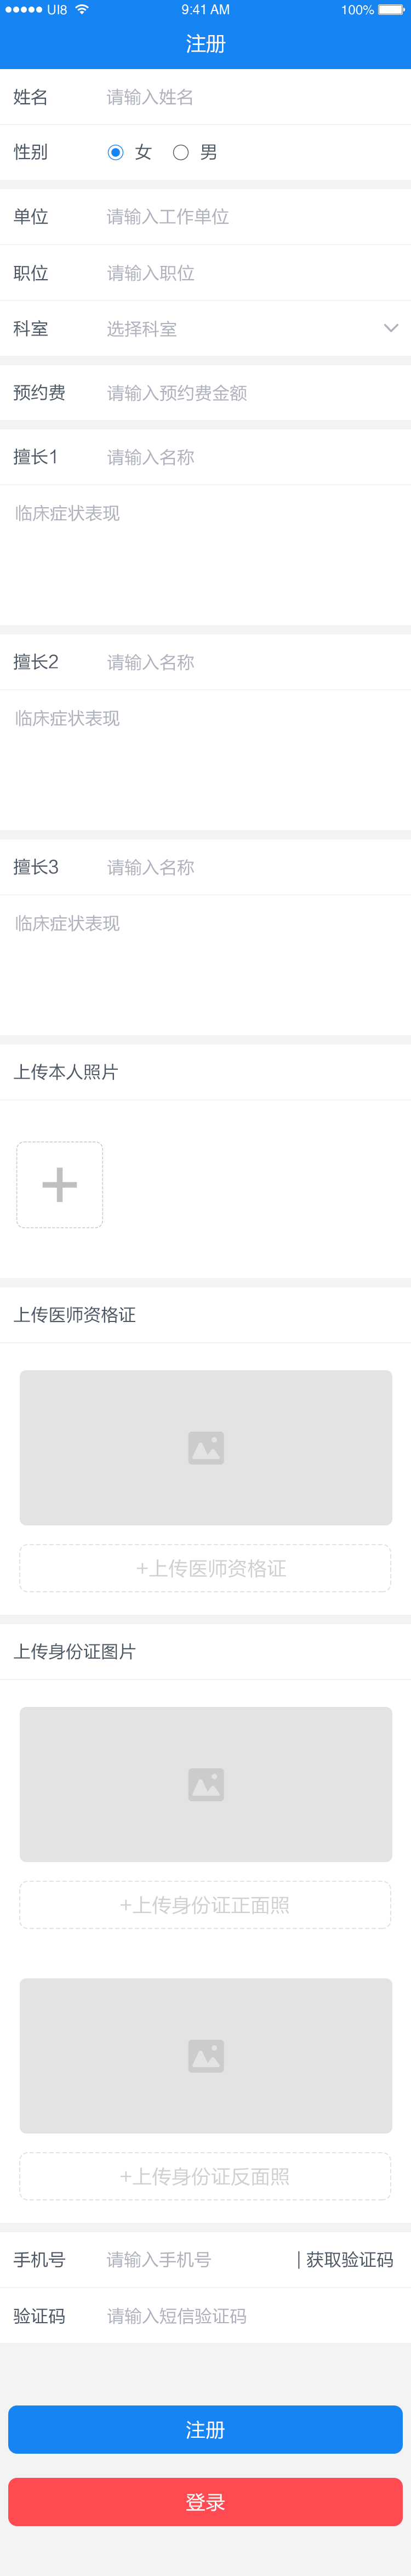 UI8 9:41 AM 100%
注册
姓名 请输入姓名
性别 女 男
单位 请输入工作单位
职位 请输入职位
科室 选择科室
预约费 请输入预约费金额
擅长1 请输入名称
临床症状表现
擅长2 请输入名称
临床症状表现
擅长3 请输入名称
临床症状表现
上传本人照片
上传医师资格证
+上传医师资格证
上传身份证图片
+上传身份证正面照
+上传身份证反面照
手机号 请输入手机号 | 获取验证码
验证码 请输入短信验证码
注册
登录